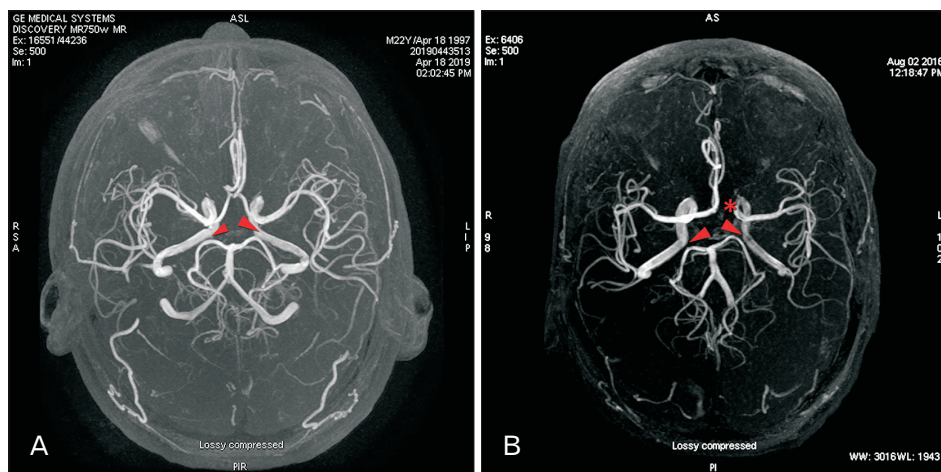 GE MEDICAL SYSTEMS
DISCOVERY MR750w MR
Ex: 16551/44236
Se: 500
Im: 1
ASL
M22Y/Apr 18 1997
20190443513
Apr 18 2019
02:02:45 PM
R
S
A
L
I
P
A
Lossy compressed
PIR
Ex: 6406
Se: 500
Im: 1
AS
Aug 02 2016
12:18:47 PM
*
R
9
8
L
B
Lossy compressed
WW: 3016WL: 1943
PI